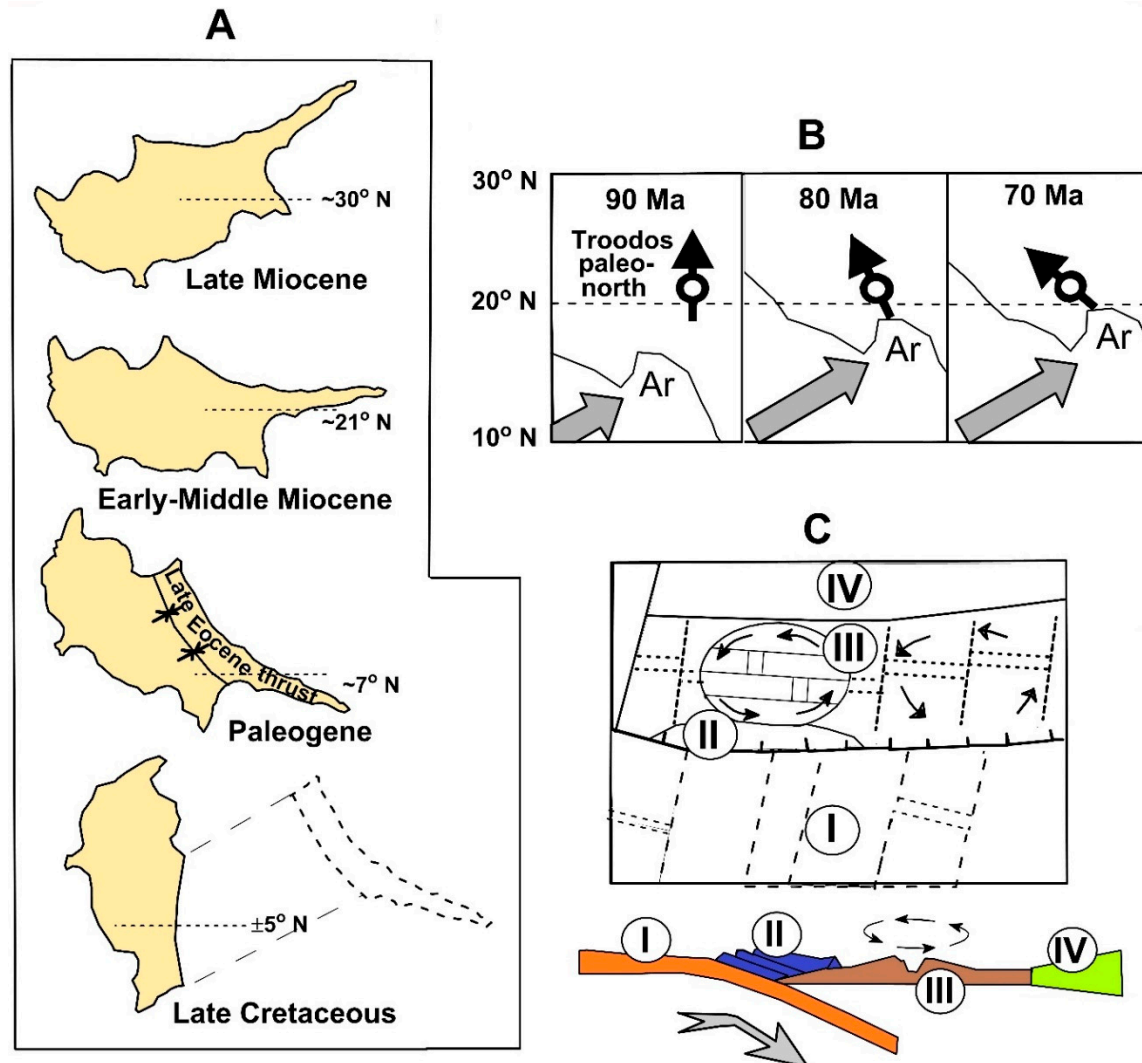 A
~30° N
Late Miocene
~21° N
Early-Middle Miocene
Late Eocene thrust
~7° N
Paleogene
±5° N
Late Cretaceous
B
30° N
20° N
10° N
90 Ma
80 Ma
70 Ma
Troodos
paleo-
north
Ar
Ar
Ar
C
IV
III
II
I
I
II
III
IV